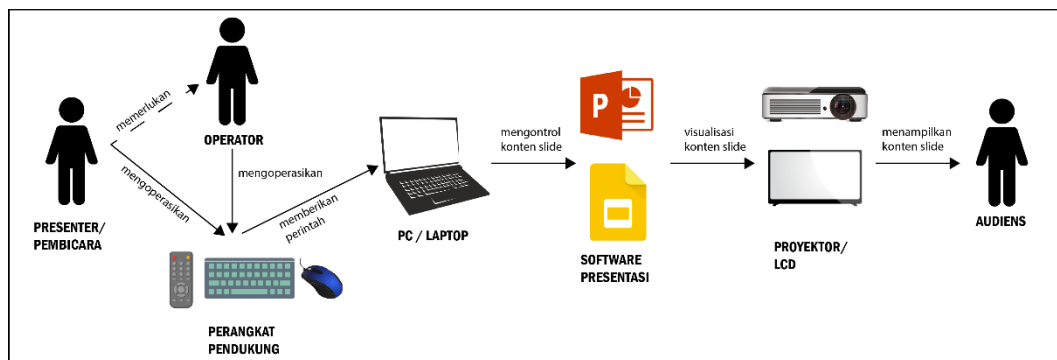 memerlukan
OPERATOR
mengoperasikan
mengoperasikan
PRESENTER/
PEMBICARA
memberikan
perintah
PERANGKAT
PENDUKUNG
PC / LAPTOP
mengontrol
konten slide
P
SOFTWARE
PRESENTASI
visualisasi
konten slide
PROYEKTOR/
LCD
menampilkan
konten slide
AUDIENS